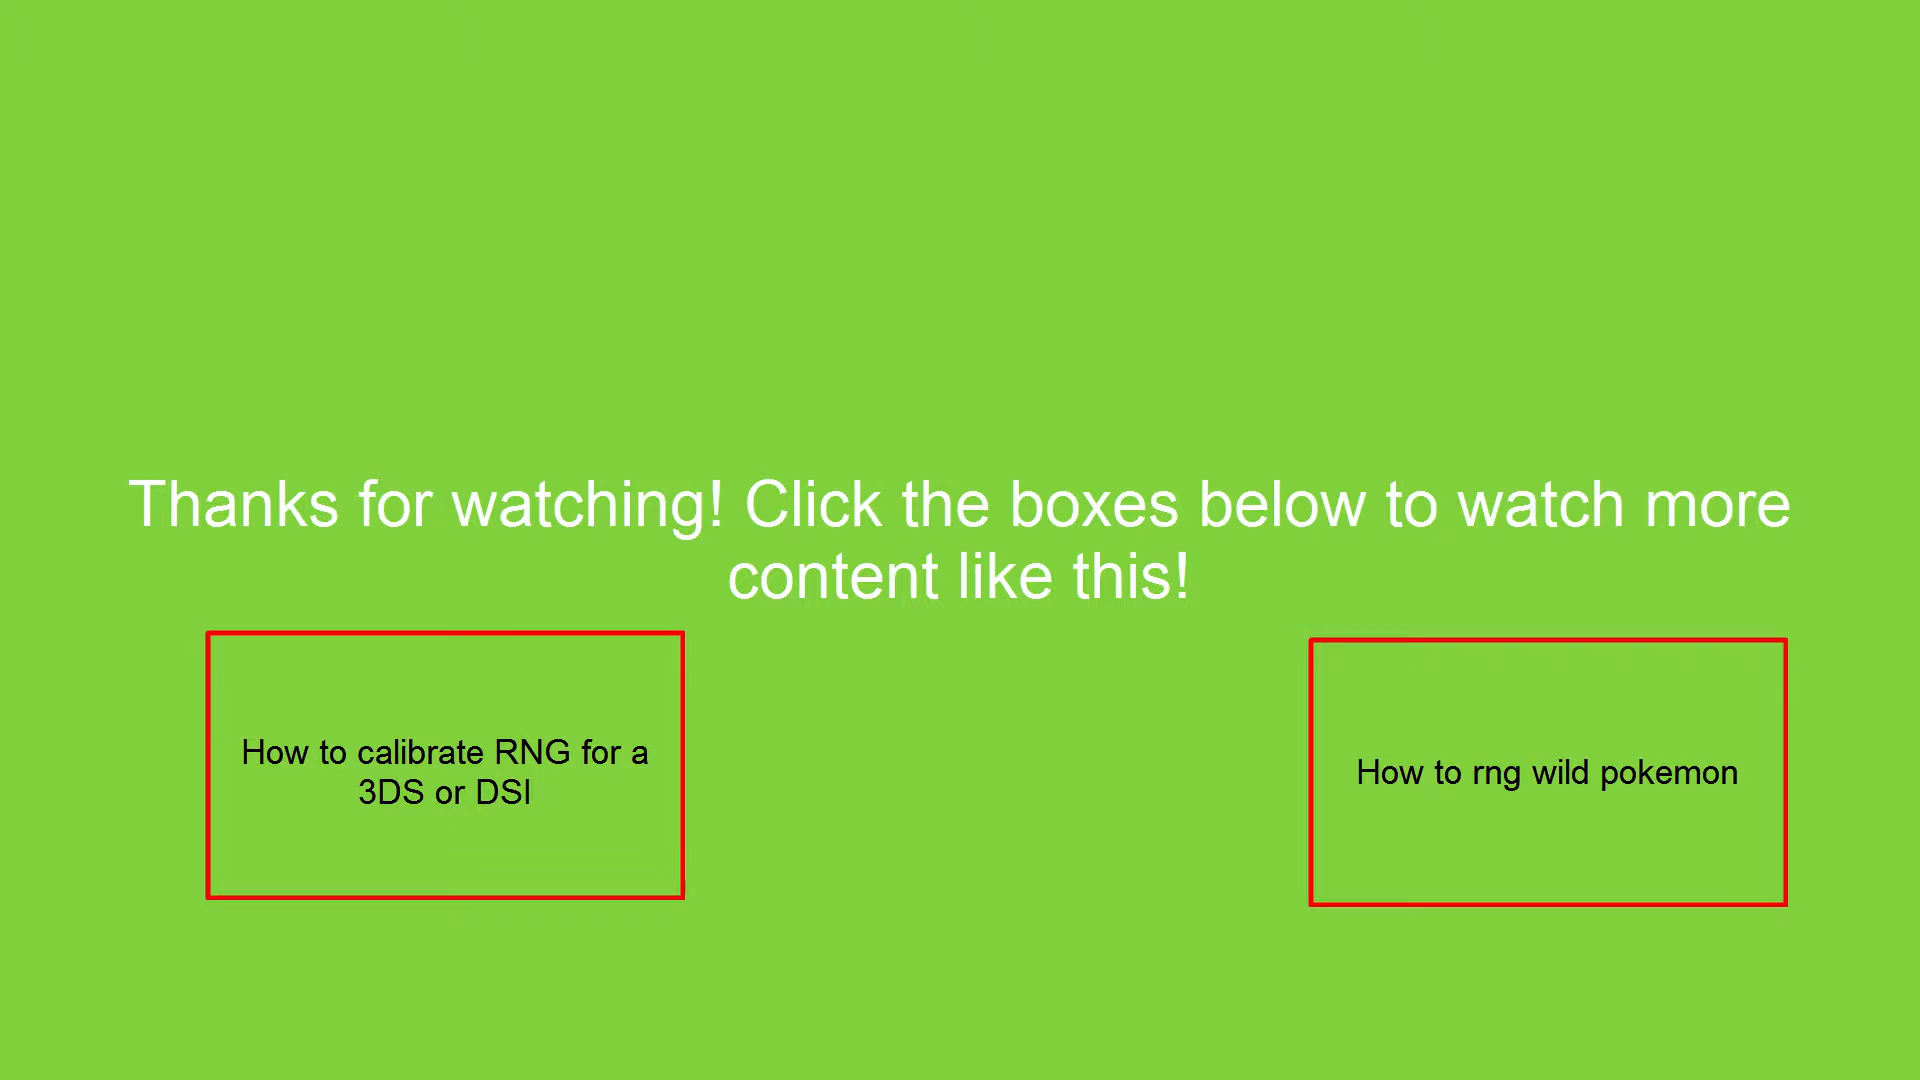 Thanks for watching! Click the boxes below to watch more
content like this!
How to calibrate RNG for a
3DS or DSI
How to rng wild pokemon